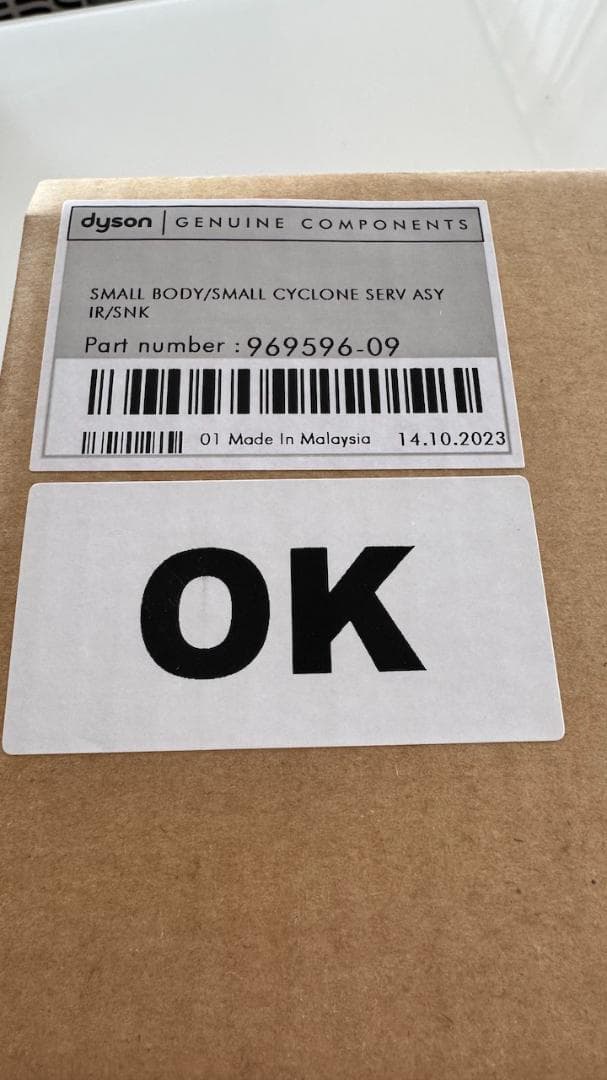 dyson | GENUINE COMPONENTS
SMALL BODY/SMALL CYCLONE SERV ASY
IR/SNK
Part number : 969596-09
01 Made In Malaysia 14.10.2023
OK